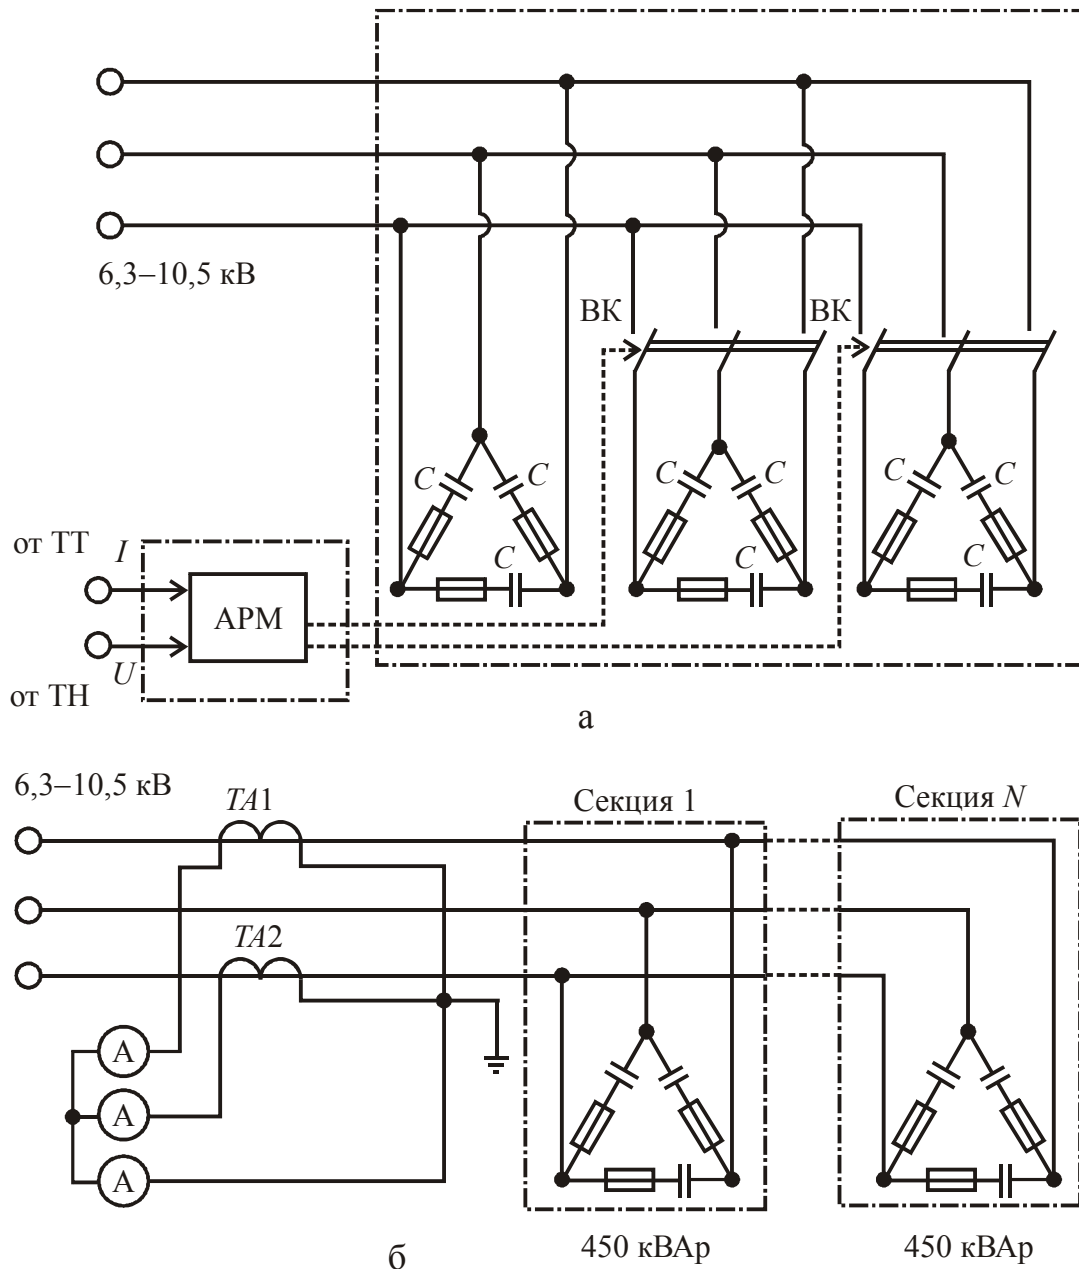 6,3–10,5 кВ
ВК
ВК
C
C
C
C
C
C
C
C
C
от ТТ
I
АРМ
U
от ТН
а
6,3–10,5 кВ
TA1
Секция 1
Секция N
TA2
А
А
А
450 кВАр
450 кВАр
б